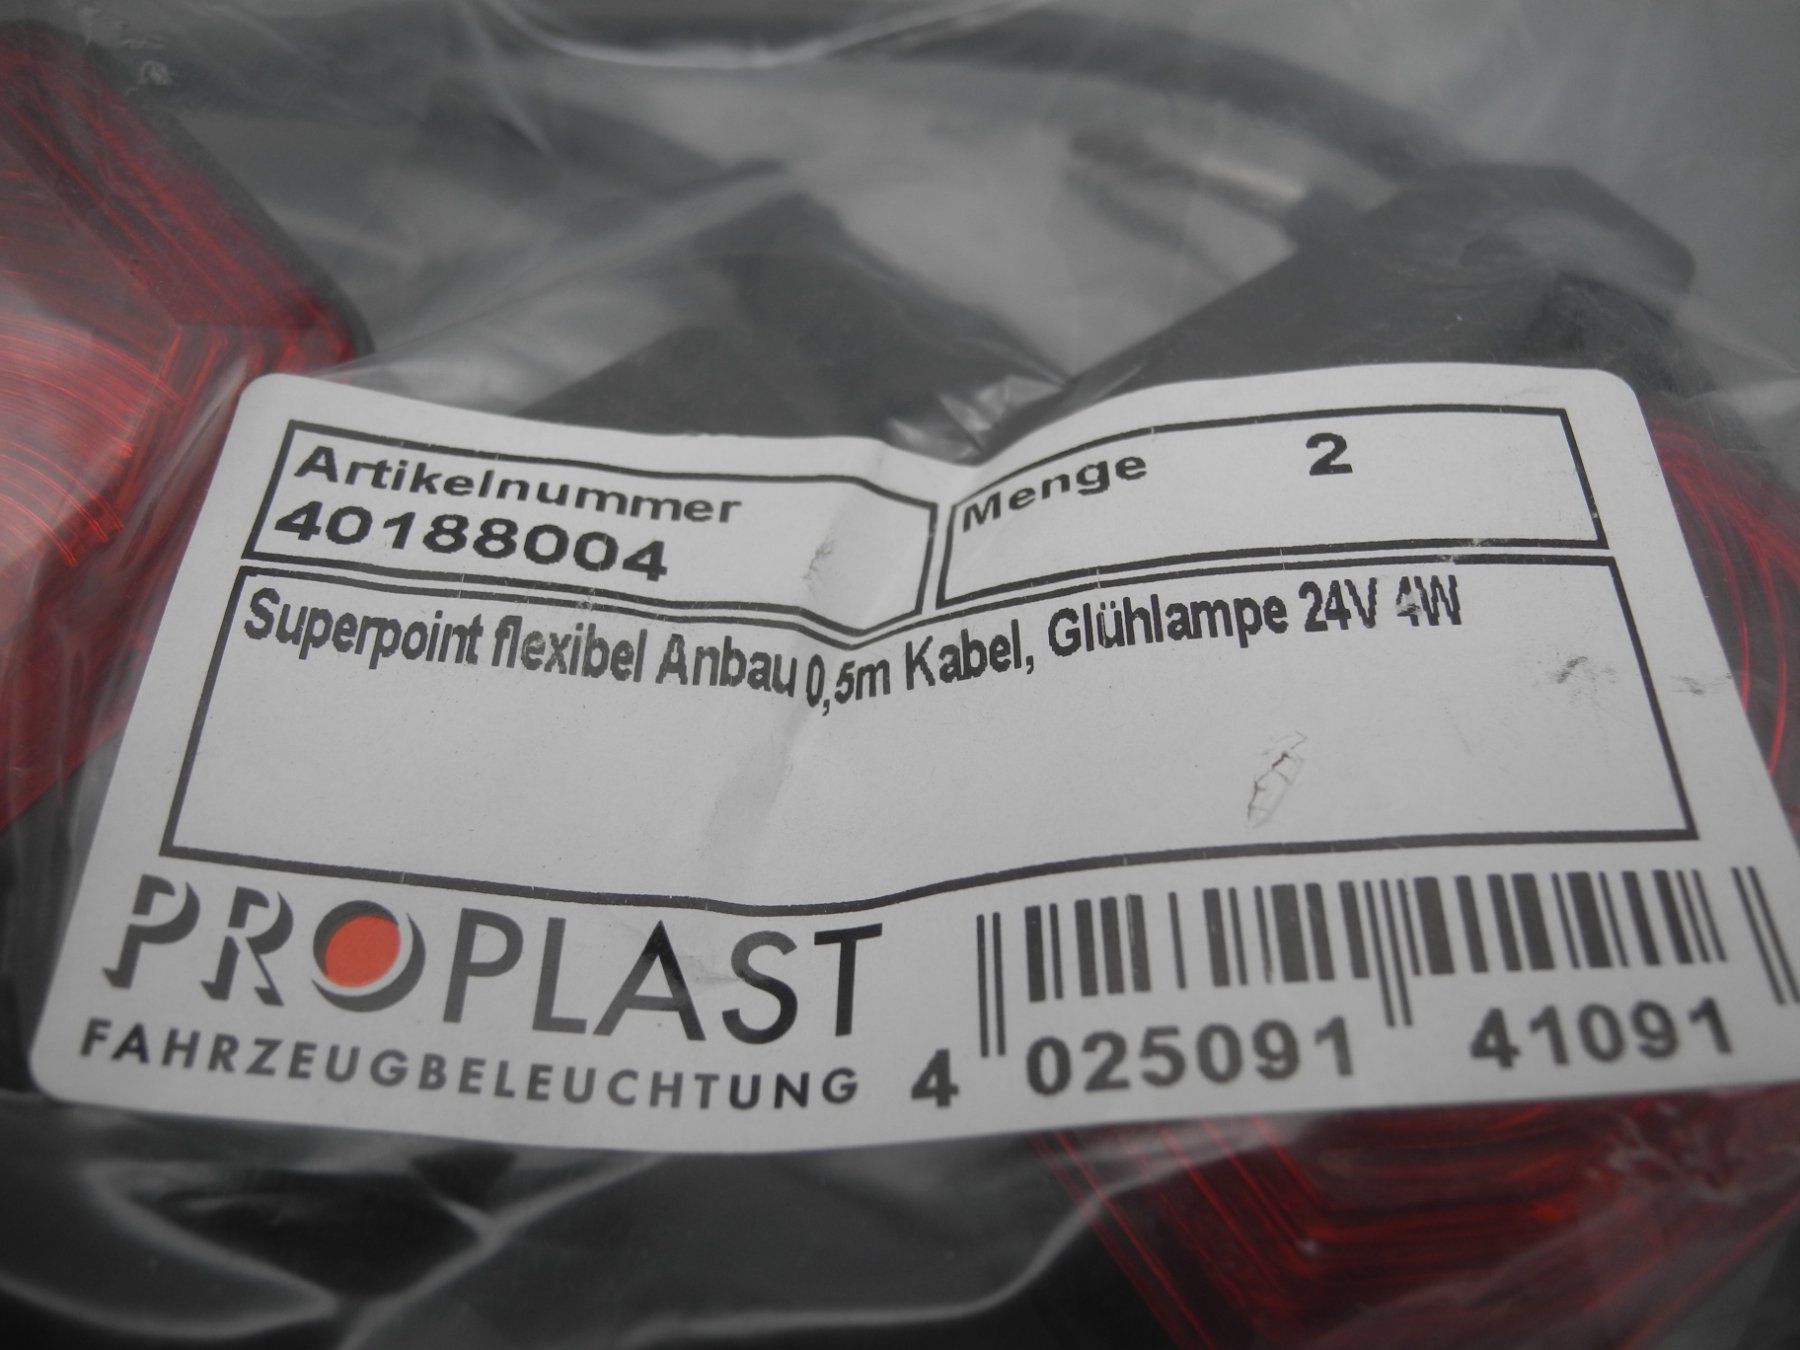 Artikelnummer
40188004
Menge 2
Superpoint flexibel Anbau 0,5m Kabel, Glühlampe 24V 4W
PROPLAST
FAHRZEUGBELEUCHTUNG
4 025091 41091